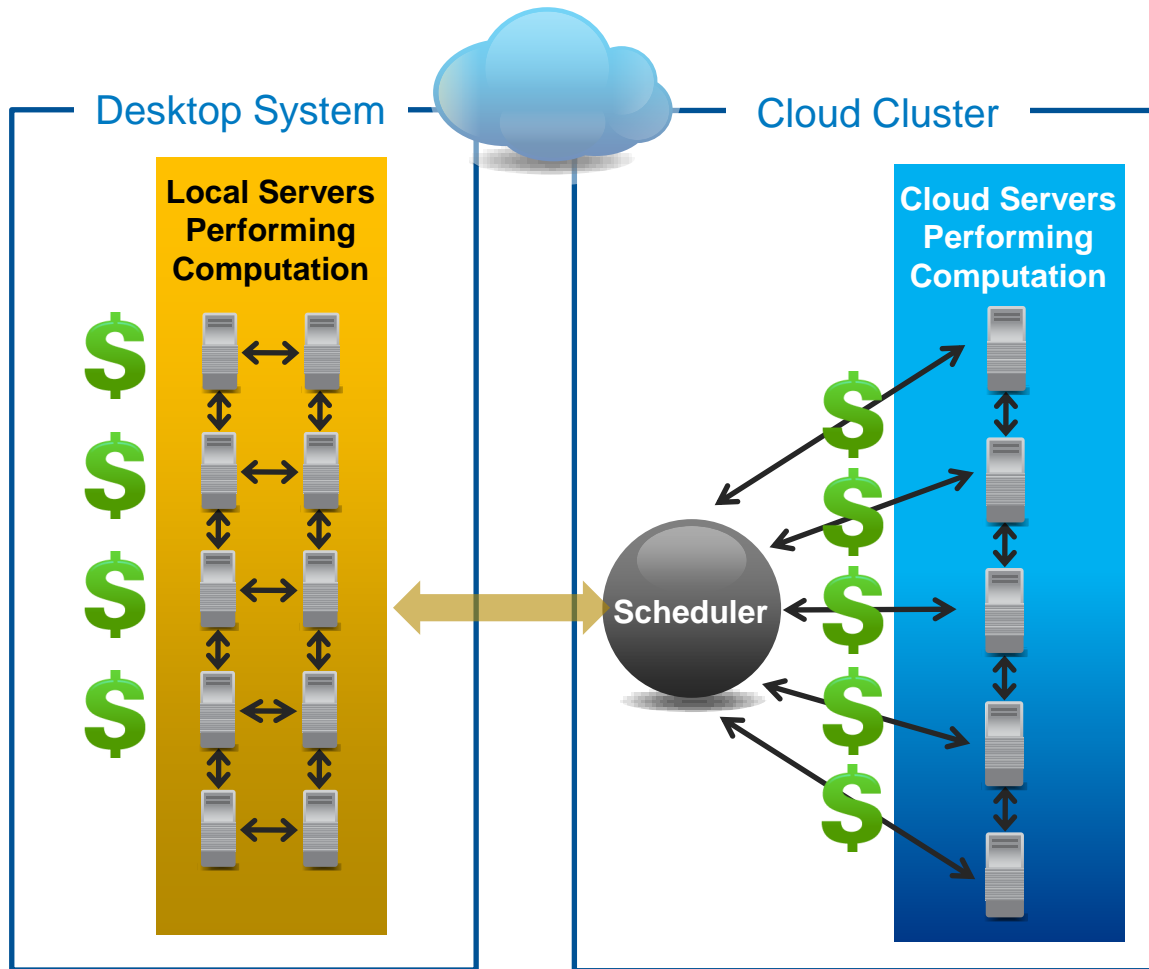 Desktop System
Cloud Cluster
Local Servers
Performing
Computation
Cloud Servers
Performing
Computation
$
$
$
$
$
$
$
$
$
Scheduler